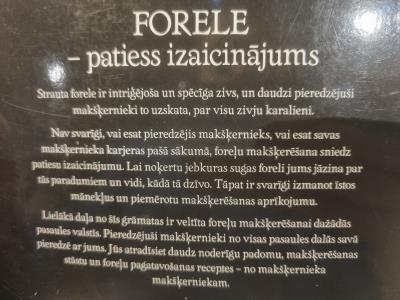 FORELE
– patiess izaicinājums
Strauta forele ir intriģējoša un spēcīga zivs, un daudzi pieredzējuši
makšķernieki to uzskata, par visu zivju karalieni.
Nav svarīgi, vai esat pieredzējis makšķernieks, vai esat savas
makšķernieka karjeras pašā sākumā, foreļu makšķerēšana sniedz
patiesu izaicinājumu. Lai noķertu jebkuras sugas foreli jums jāzina par
tās paradumiem un vidi, kādā tā dzīvo. Tāpat ir svarīgi izmanot īstos
mānekļus un piemērotu makšķerēšanas aprīkojumu.
Lielākā daļa no šīs grāmatas ir veltīta foreļu makšķerēšanai dažādās
pasaules valstīs. Pieredzējuši makšķernieki no visas pasaules dalās savā
pieredzē ar jums. Jūs atradīsiet daudz noderīgu padomu, makšķerēšanas
stāstu un foreļu pagatavošanas receptes – no makšķernieka
makšķerniekam.